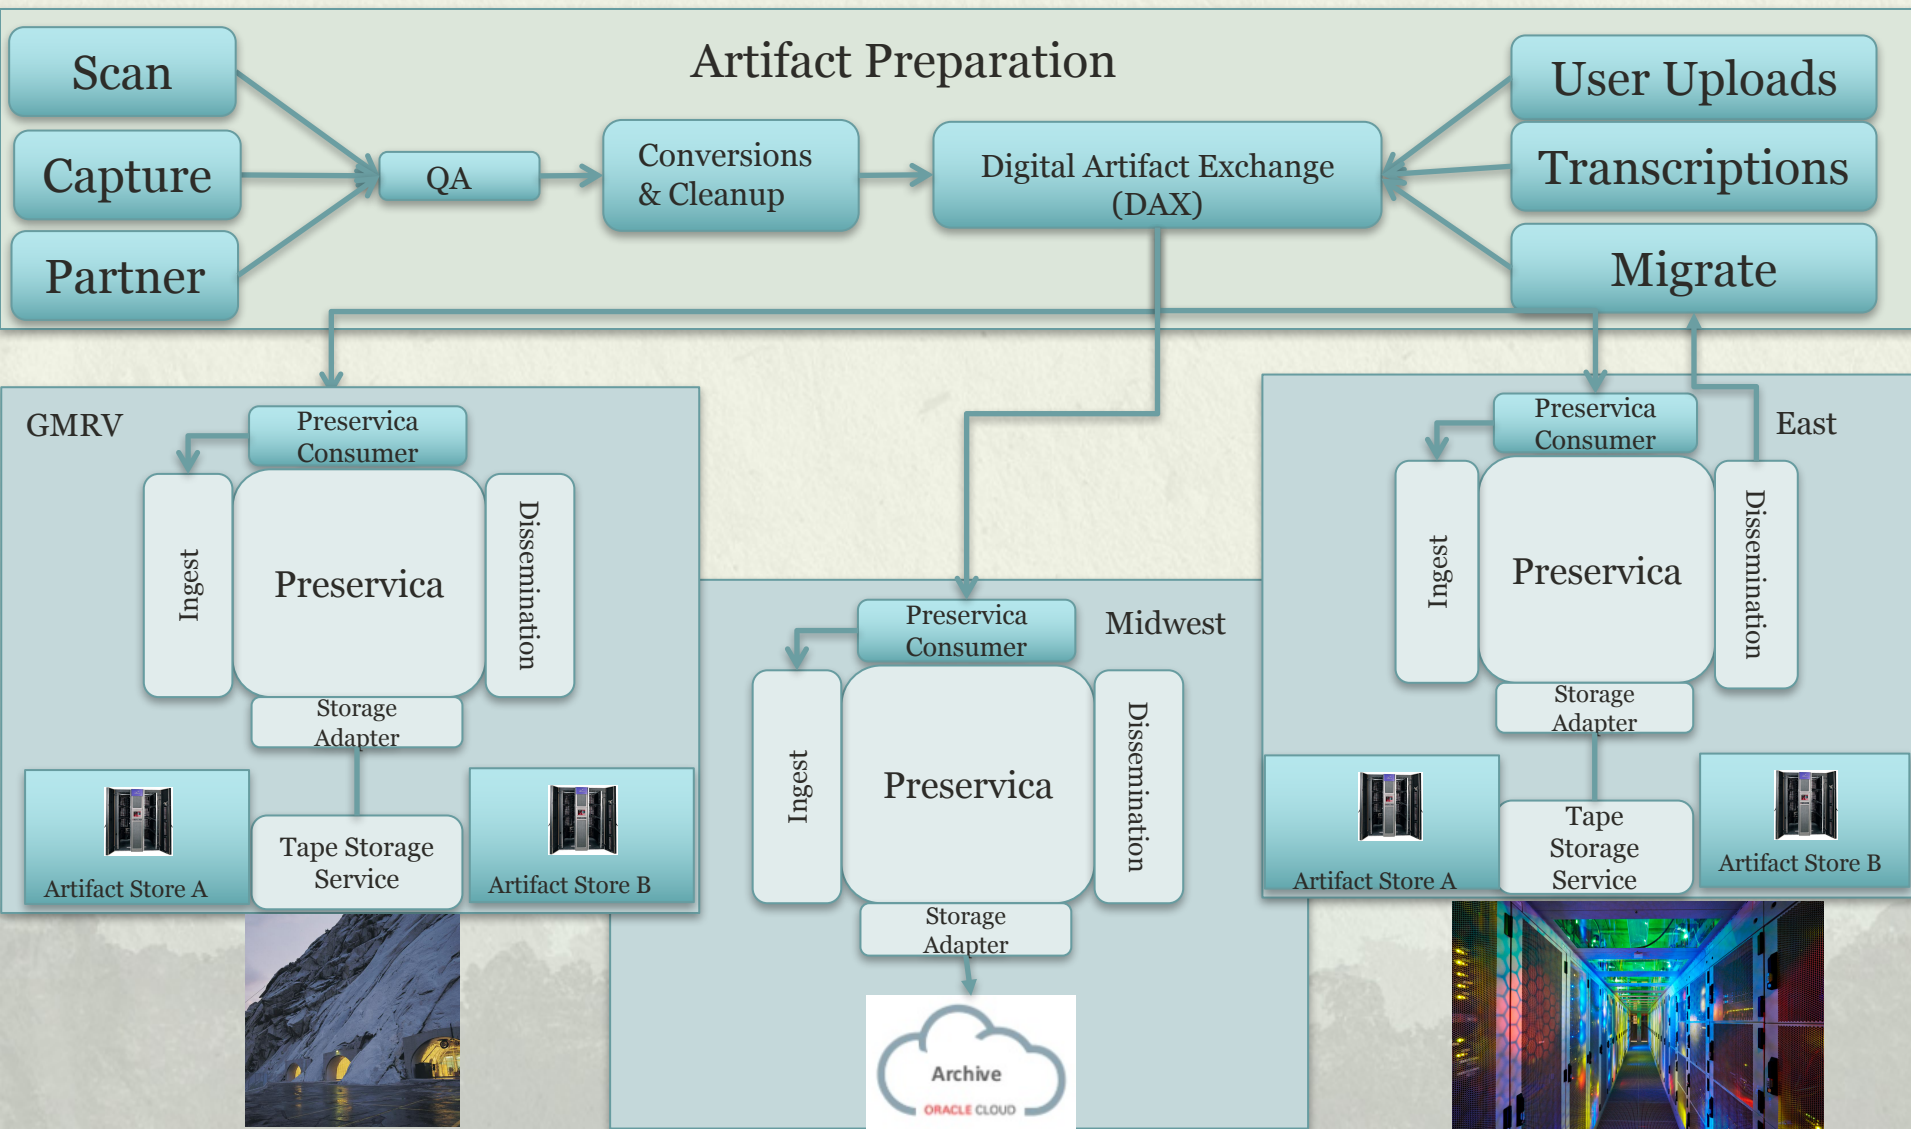 Artifact Preparation
Scan
Capture
Partner
QA
Conversions
& Cleanup
Digital Artifact Exchange
(DAX)
User Uploads
Transcriptions
Migrate
GMRV
Preservica
Consumer
Ingest
Preservica
Dissemination
Storage
Adapter
Artifact Store A
Tape Storage
Service
Artifact Store B
Midwest
Preservica
Consumer
Ingest
Preservica
Dissemination
Storage
Adapter
Archive
ORACLE CLOUD
East
Preservica
Consumer
Ingest
Preservica
Dissemination
Storage
Adapter
Artifact Store A
Tape
Storage
Service
Artifact Store B